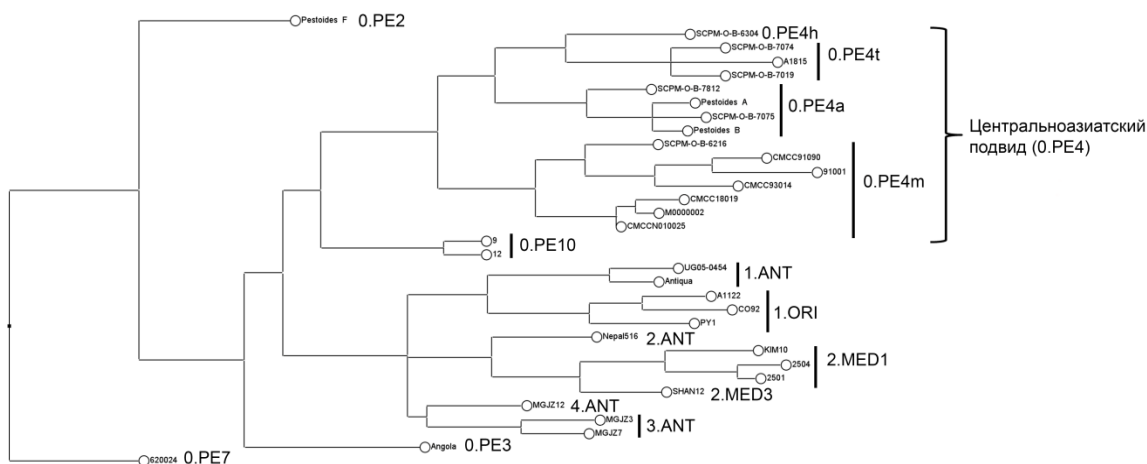 Pestoides F 0.PE2
SCPM-O-B-6304 0.PE4h
SCPM-O-B-7074
A1815
SCPM-O-B-7019
0.PE4t
SCPM-O-B-7812
Pestoides A
SCPM-O-B-7075
Pestoides B
0.PE4a
SCPM-O-B-6216
CMCC91090
91001
CMCC93014
CMCC18019
M0000002
CMCCN010025
0.PE4m
Центральноазиатский
подвид (0.PE4)
9
12
0.PE10
UG05-0454
Antiqua
1.ANT
A1122
CO92
PY1
1.ORI
Nepal516 2.ANT
KIM10
2504
2501
2.MED1
SHAN12 2.MED3
MGJZ12 4.ANT
MGJZ3
MGJZ7
3.ANT
Angola 0.PE3
620024 0.PE7